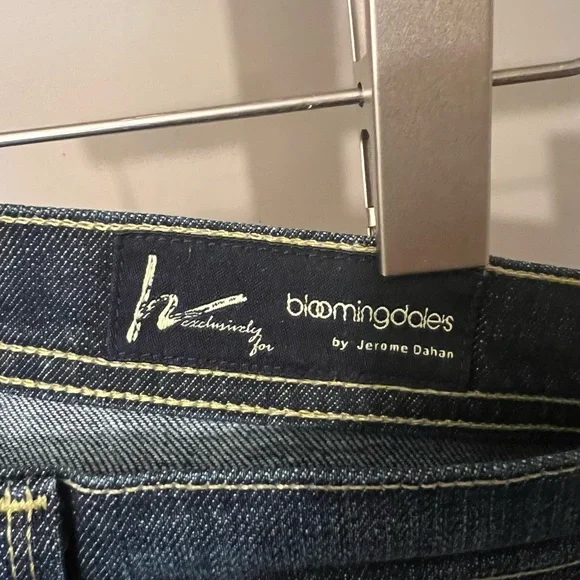 h exclusively for
bloomingdale's
by Jerome Dahan